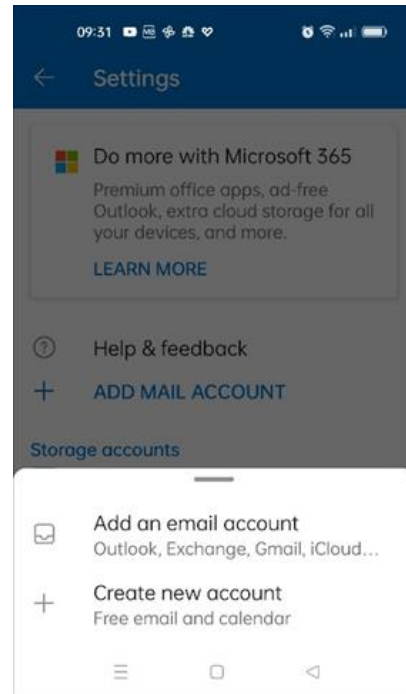 09:31
Settings
Do more with Microsoft 365
Premium office apps, ad-free
Outlook, extra cloud storage for all
your devices, and more.
LEARN MORE
Help & feedback
ADD MAIL ACCOUNT
Storage accounts
Add an email account
Outlook, Exchange, Gmail, iCloud...
Create new account
Free email and calendar